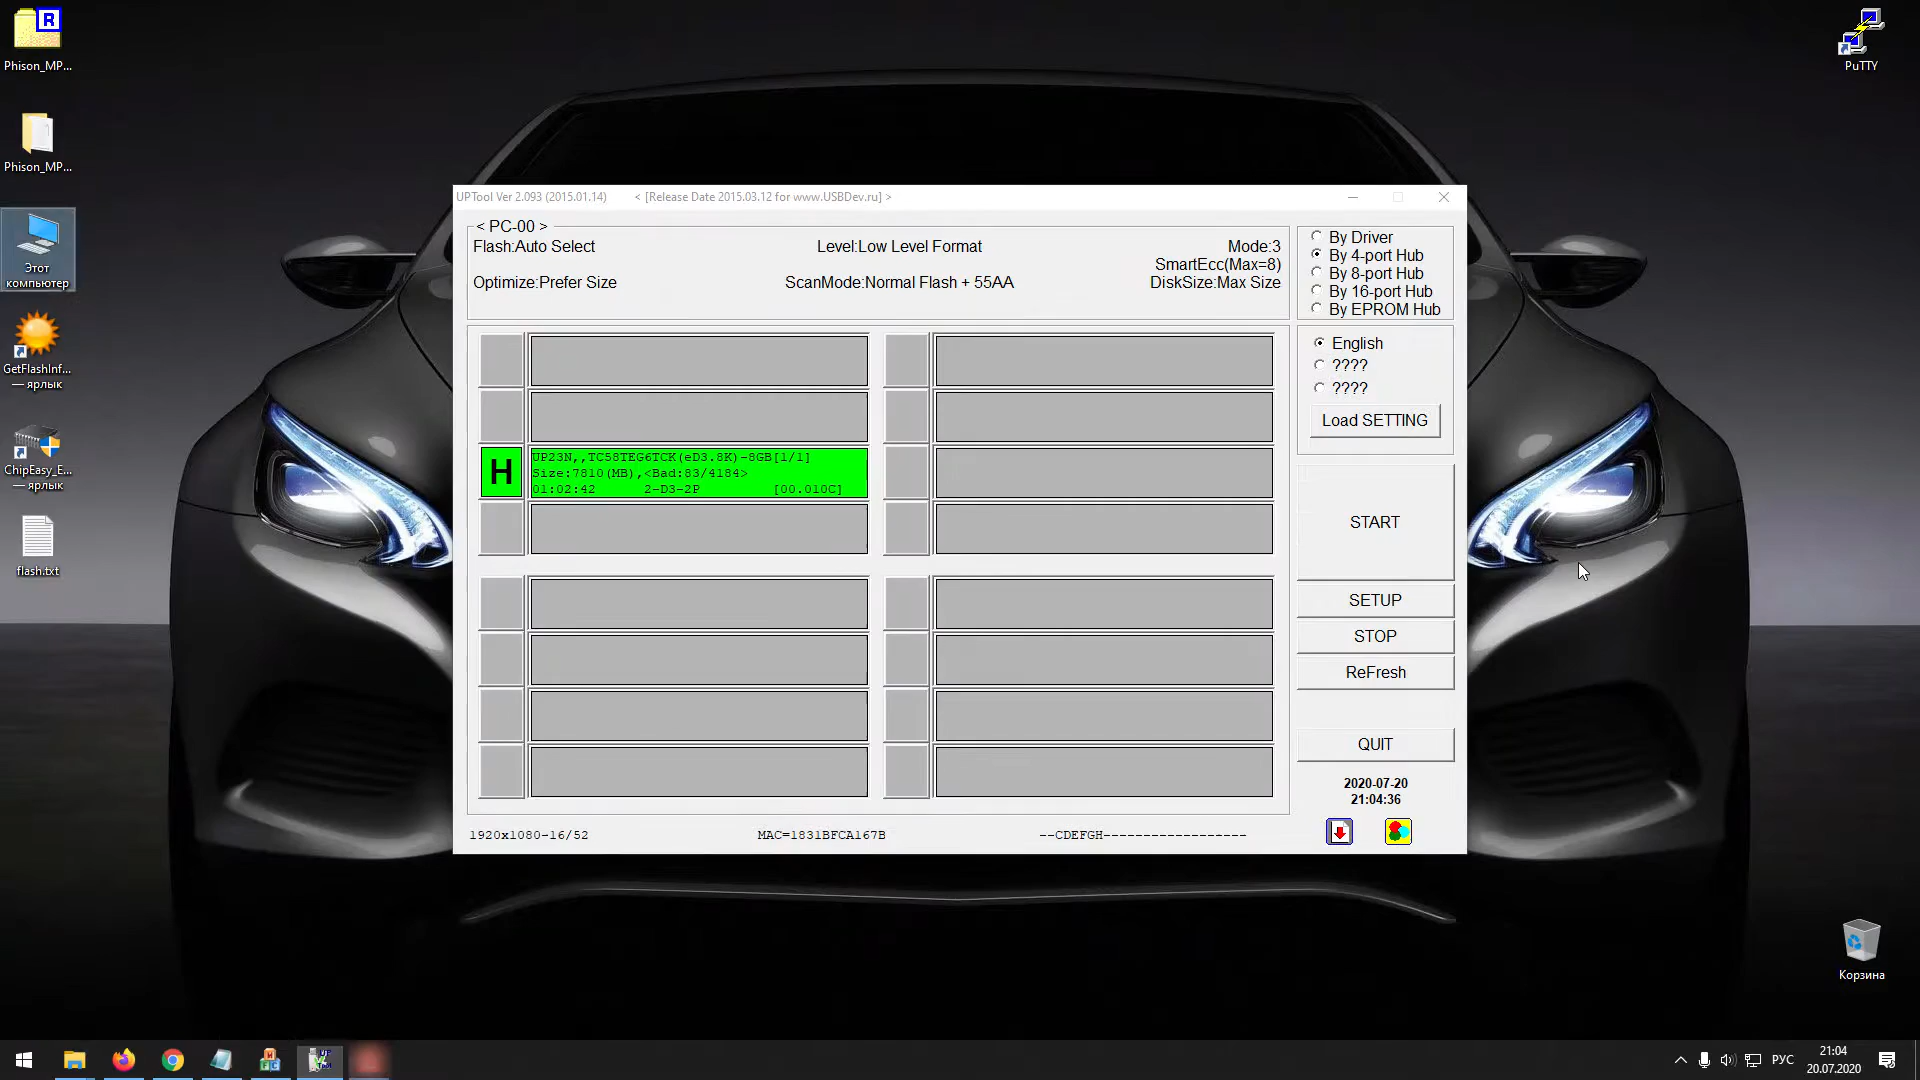 Phison_MP...
Phison_MP...
Этот
компьютер
GetFlashInf...
— ярлык
ChipEasy_E...
— ярлык
flash.txt
R
PuTTY
Корзина
UPTool Ver 2.093 (2015.01.14) < [Release Date 2015.03.12 for www.USBDev.ru] >
< PC-00 >
Flash:Auto Select Level:Low Level Format Mode:3
SmartEcc(Max=8)
Optimize:Prefer Size ScanMode:Normal Flash + 55AA DiskSize:Max Size
By Driver
By 4-port Hub
By 8-port Hub
By 16-port Hub
By EPROM Hub
English
????
????
Load SETTING
H
UP23N,,TC58TEG6TCK(eD3.8K)-8GB[1/1]
Size:7810(MB),<Bad:83/4184>
01:02:42 2-D3-2P [00.010C]
START
SETUP
STOP
ReFresh
QUIT
2020-07-20
21:04:36
1920x1080-16/52 MAC=1831BFCA167B --CDEFGH------------------
РУС
21:04
20.07.2020